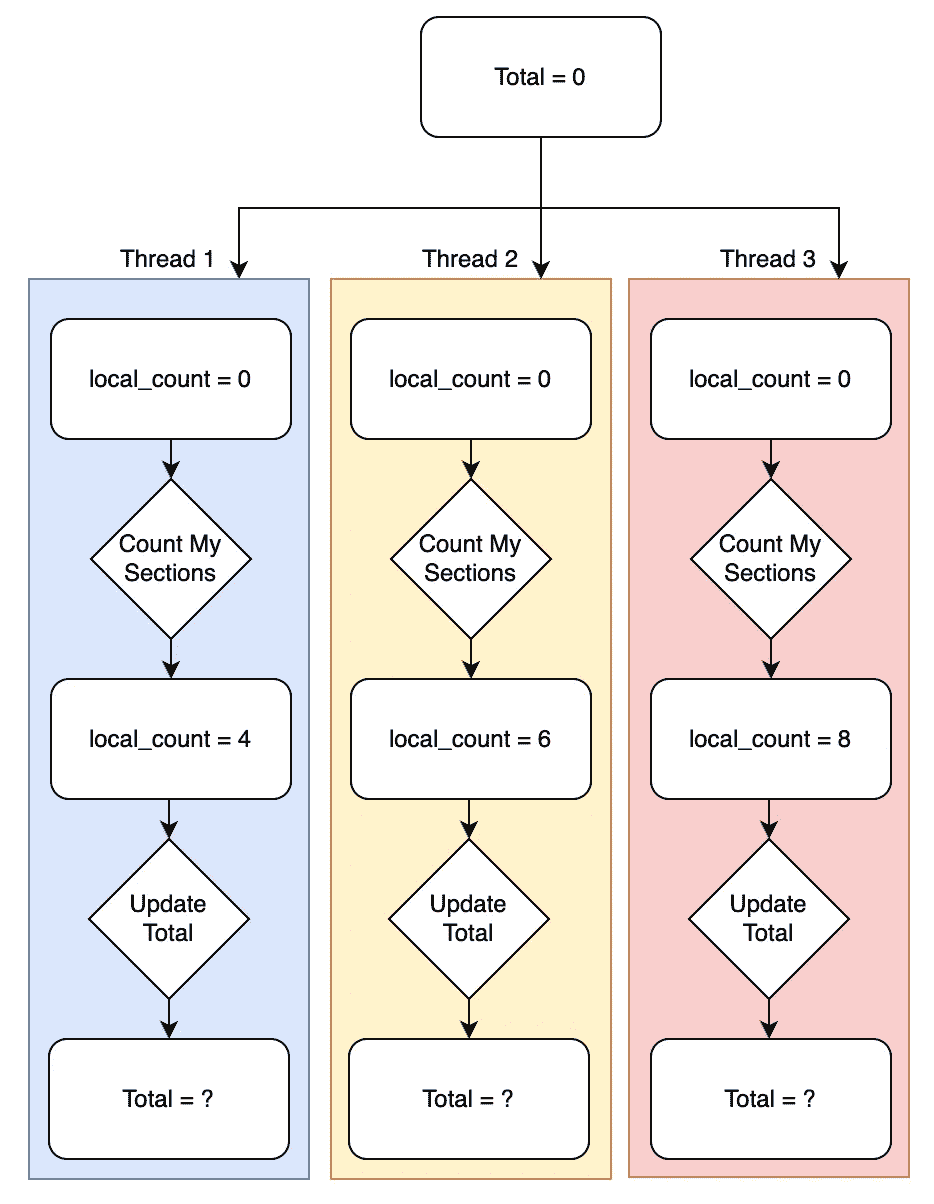 Total = 0
Thread 1
Thread 2
Thread 3
local_count = 0
local_count = 0
local_count = 0
Count My
Sections
Count My
Sections
Count My
Sections
local_count = 4
local_count = 6
local_count = 8
Update
Total
Update
Total
Update
Total
Total = ?
Total = ?
Total = ?